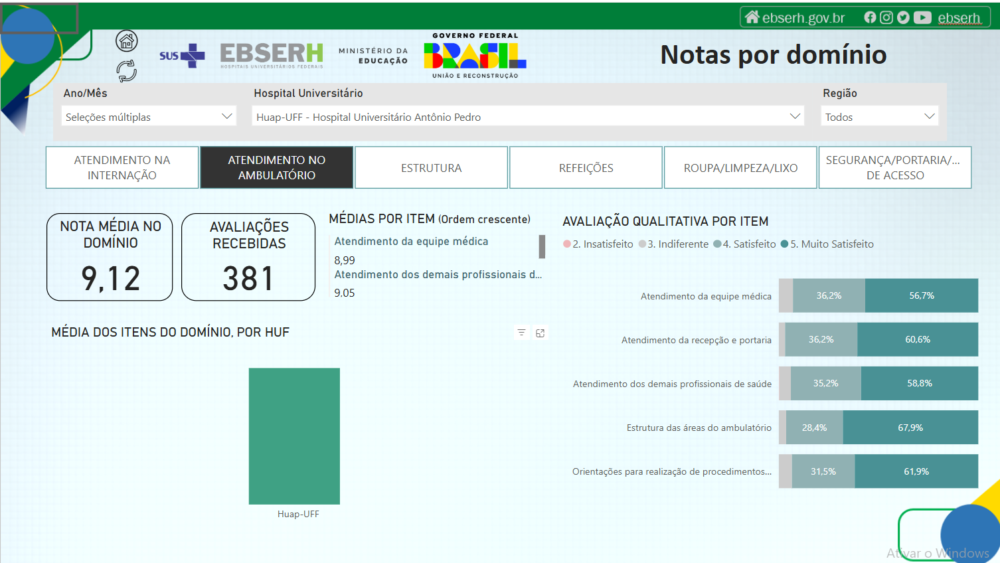 ebserh.gov.br
ebserh
SUS
EBSERH
HOSPITAIS UNIVERSITÁRIOS FEDERAIS
MINISTÉRIO DA
EDUCAÇÃO
GOVERNO FEDERAL
BRASIL
UNIÃO E RECONSTRUÇÃO
Notas por domínio
Ano/Mês
Hospital Universitário
Região
Seleções múltiplas
Huap-UFF - Hospital Universitário Antônio Pedro
Todos
ATENDIMENTO NA
INTERNAÇÃO
ATENDIMENTO NO
AMBULATÓRIO
ESTRUTURA
REFEIÇÕES
ROUPA/LIMPEZA/LIXO
SEGURANÇA/PORTARIA/...
DE ACESSO
NOTA MÉDIA NO
DOMÍNIO
9,12
AVALIAÇÕES
RECEBIDAS
381
MÉDIAS POR ITEM (Ordem crescente)
Atendimento da equipe médica
8,99
Atendimento dos demais profissionais d...
9,05
AVALIAÇÃO QUALITATIVA POR ITEM
2. Insatisfeito 3. Indiferente 4. Satisfeito 5. Muito Satisfeito
Atendimento da equipe médica 36,2% 56,7%
Atendimento da recepção e portaria 36,2% 60,6%
Atendimento dos demais profissionais de saúde 35,2% 58,8%
Estrutura das áreas do ambulatório 28,4% 67,9%
Orientações para realização de procedimentos... 31,5% 61,9%
MÉDIA DOS ITENS DO DOMÍNIO, POR HUF
Huap-UFF
Ativar o Windows